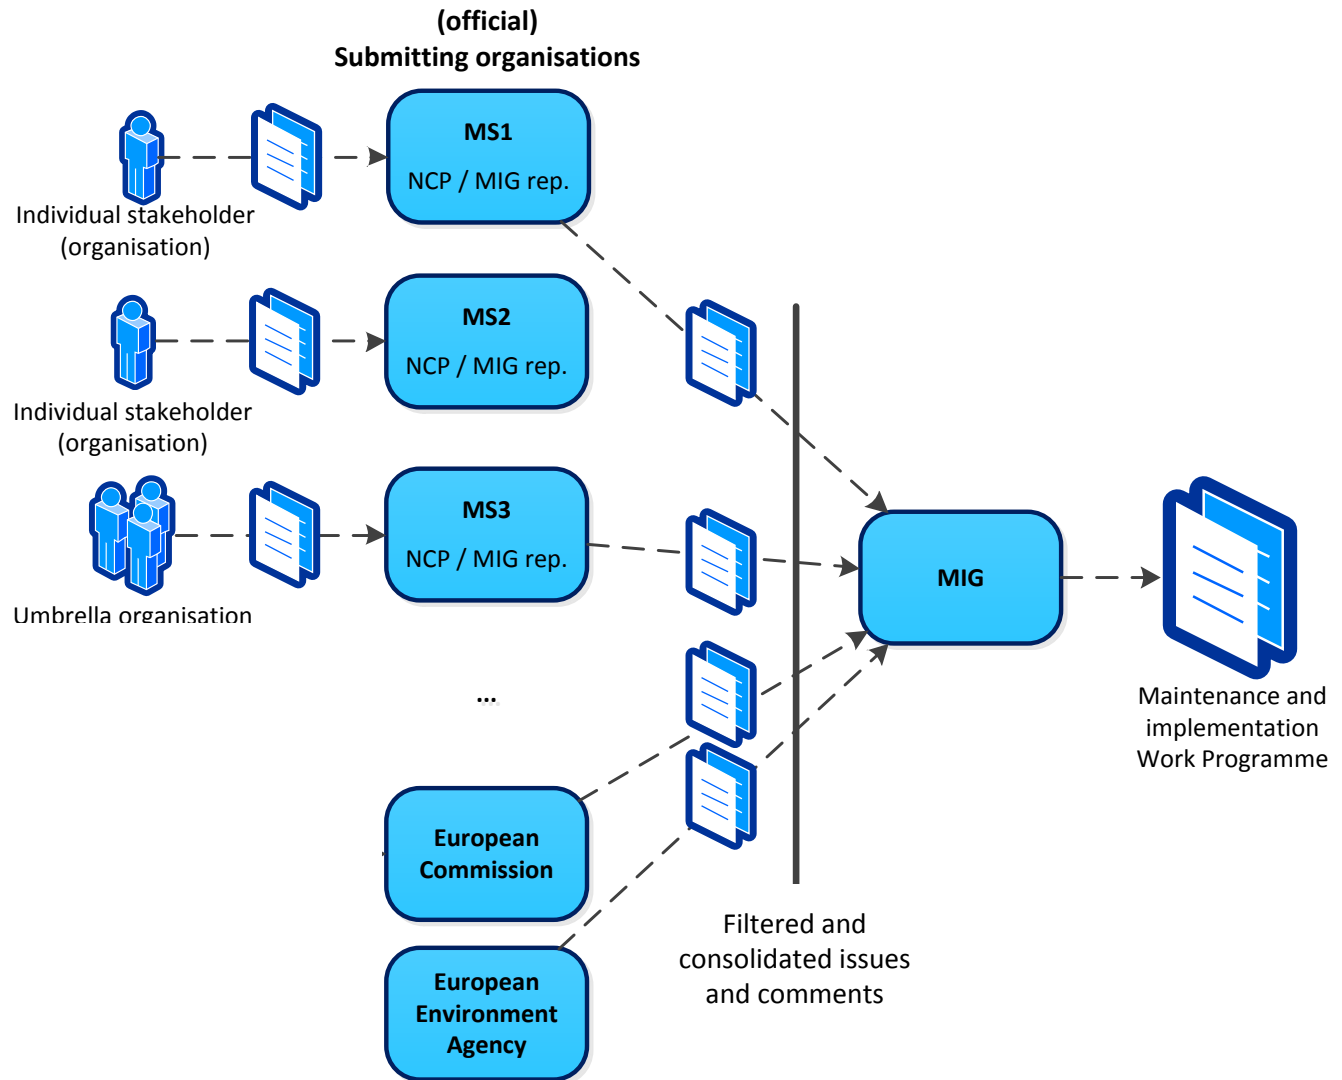 (official)
Submitting organisations
MS1
NCP / MIG rep.
Individual stakeholder
(organisation)
MS2
NCP / MIG rep.
Individual stakeholder
(organisation)
MS3
NCP / MIG rep.
Umbrella organisation
...
MIG
Maintenance and
implementation
Work Programme
European
Commission
Filtered and
consolidated issues
and comments
European
Environment
Agency